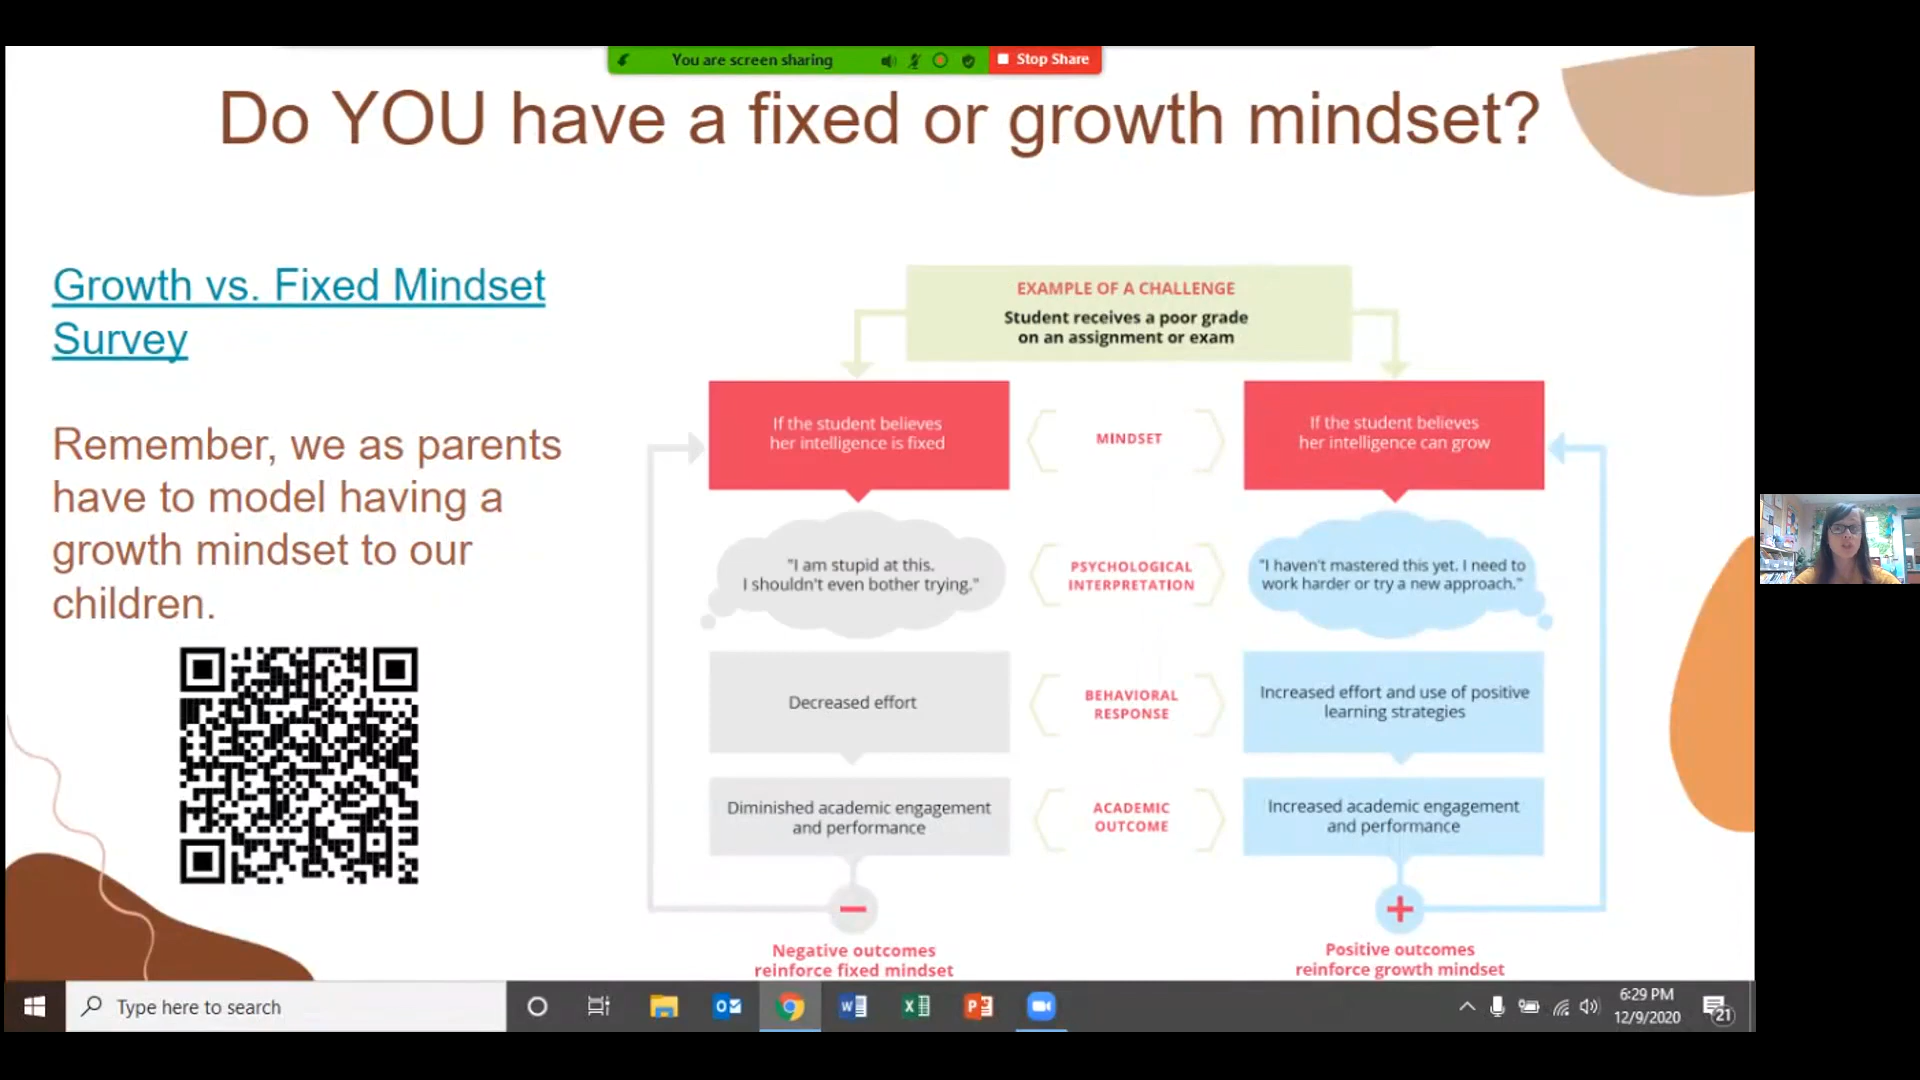 You are screen sharing
Stop Share
Do YOU have a fixed or growth mindset?
Growth vs. Fixed Mindset
Survey
Remember, we as parents
have to model having a
growth mindset to our
children.
EXAMPLE OF A CHALLENGE
Student receives a poor grade
on an assignment or exam
If the student believes
her intelligence is fixed
MINDSET
If the student believes
her intelligence can grow
"I am stupid at this.
I shouldn't even bother trying."
PSYCHOLOGICAL
INTERPRETATION
"I haven't mastered this yet. I need to
work harder or try a new approach."
Decreased effort
BEHAVIORAL
RESPONSE
Increased effort and use of positive
learning strategies
Diminished academic engagement
and performance
ACADEMIC
OUTCOME
Increased academic engagement
and performance
Negative outcomes
reinforce fixed mindset
Positive outcomes
reinforce growth mindset
Type here to search
6:29 PM
12/9/2020
21